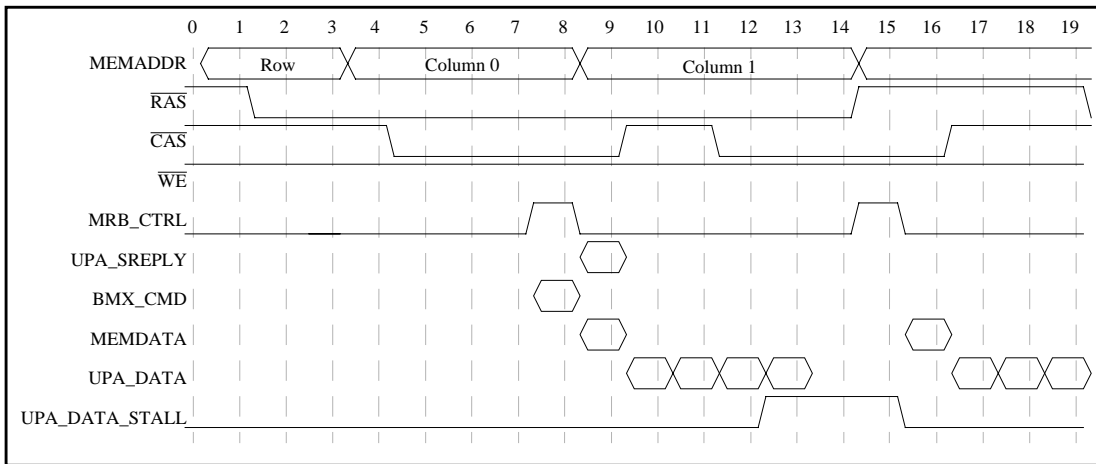 0 1 2 3 4 5 6 7 8 9 10 11 12 13 14 15 16 17 18 19
MEMADDR Row Column 0 Column 1
RAS
CAS
WE
MRB_CTRL
UPA_SREPLY
BMX_CMD
MEMDATA
UPA_DATA
UPA_DATA_STALL